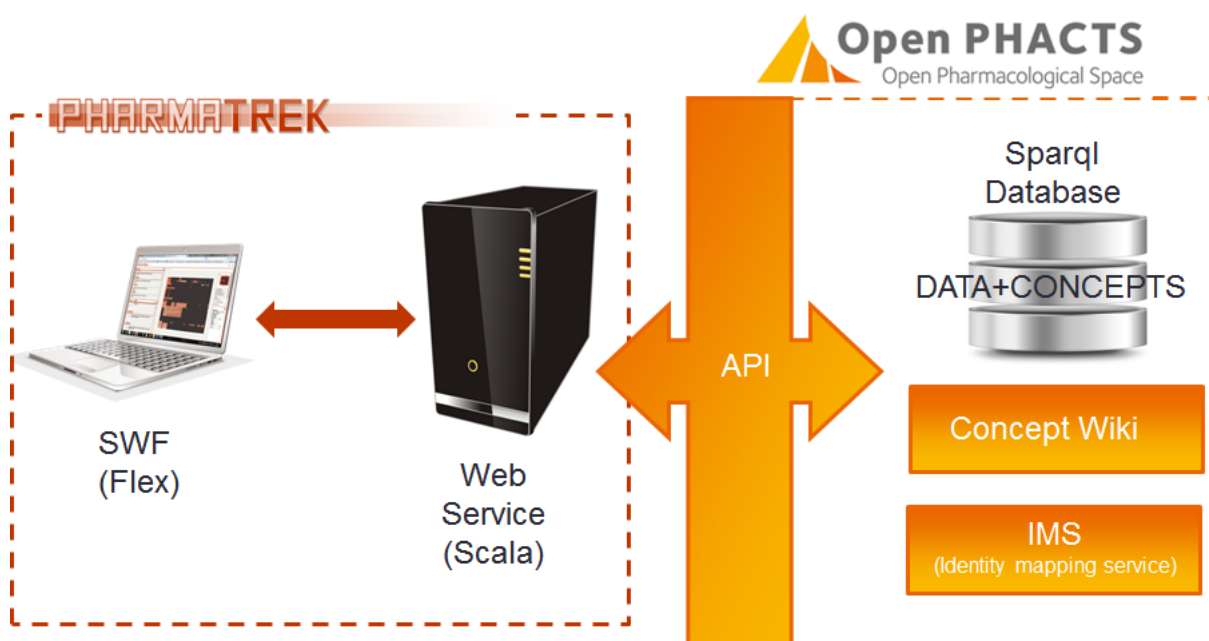 Open PHACTS
Open Pharmacological Space
PHARMATREK
SWF
(Flex)
Web
Service
(Scala)
API
Sparql
Database
DATA+CONCEPTS
Concept Wiki
IMS
(Identity mapping service)